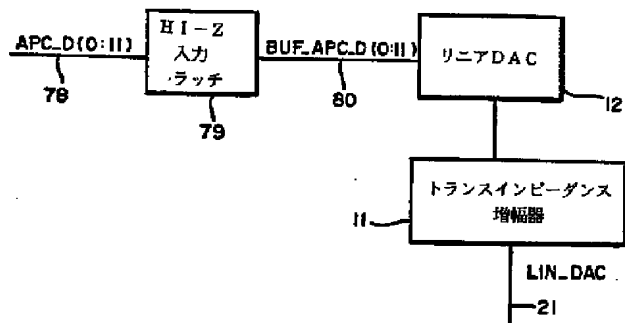 APC_D(0:11)
78
HI-Z
入力
ラッチ
79
BUF_APC_D(0:11)
80
リニアDAC
12
トランスインピーダンス
増幅器
11
LIN_DAC
21